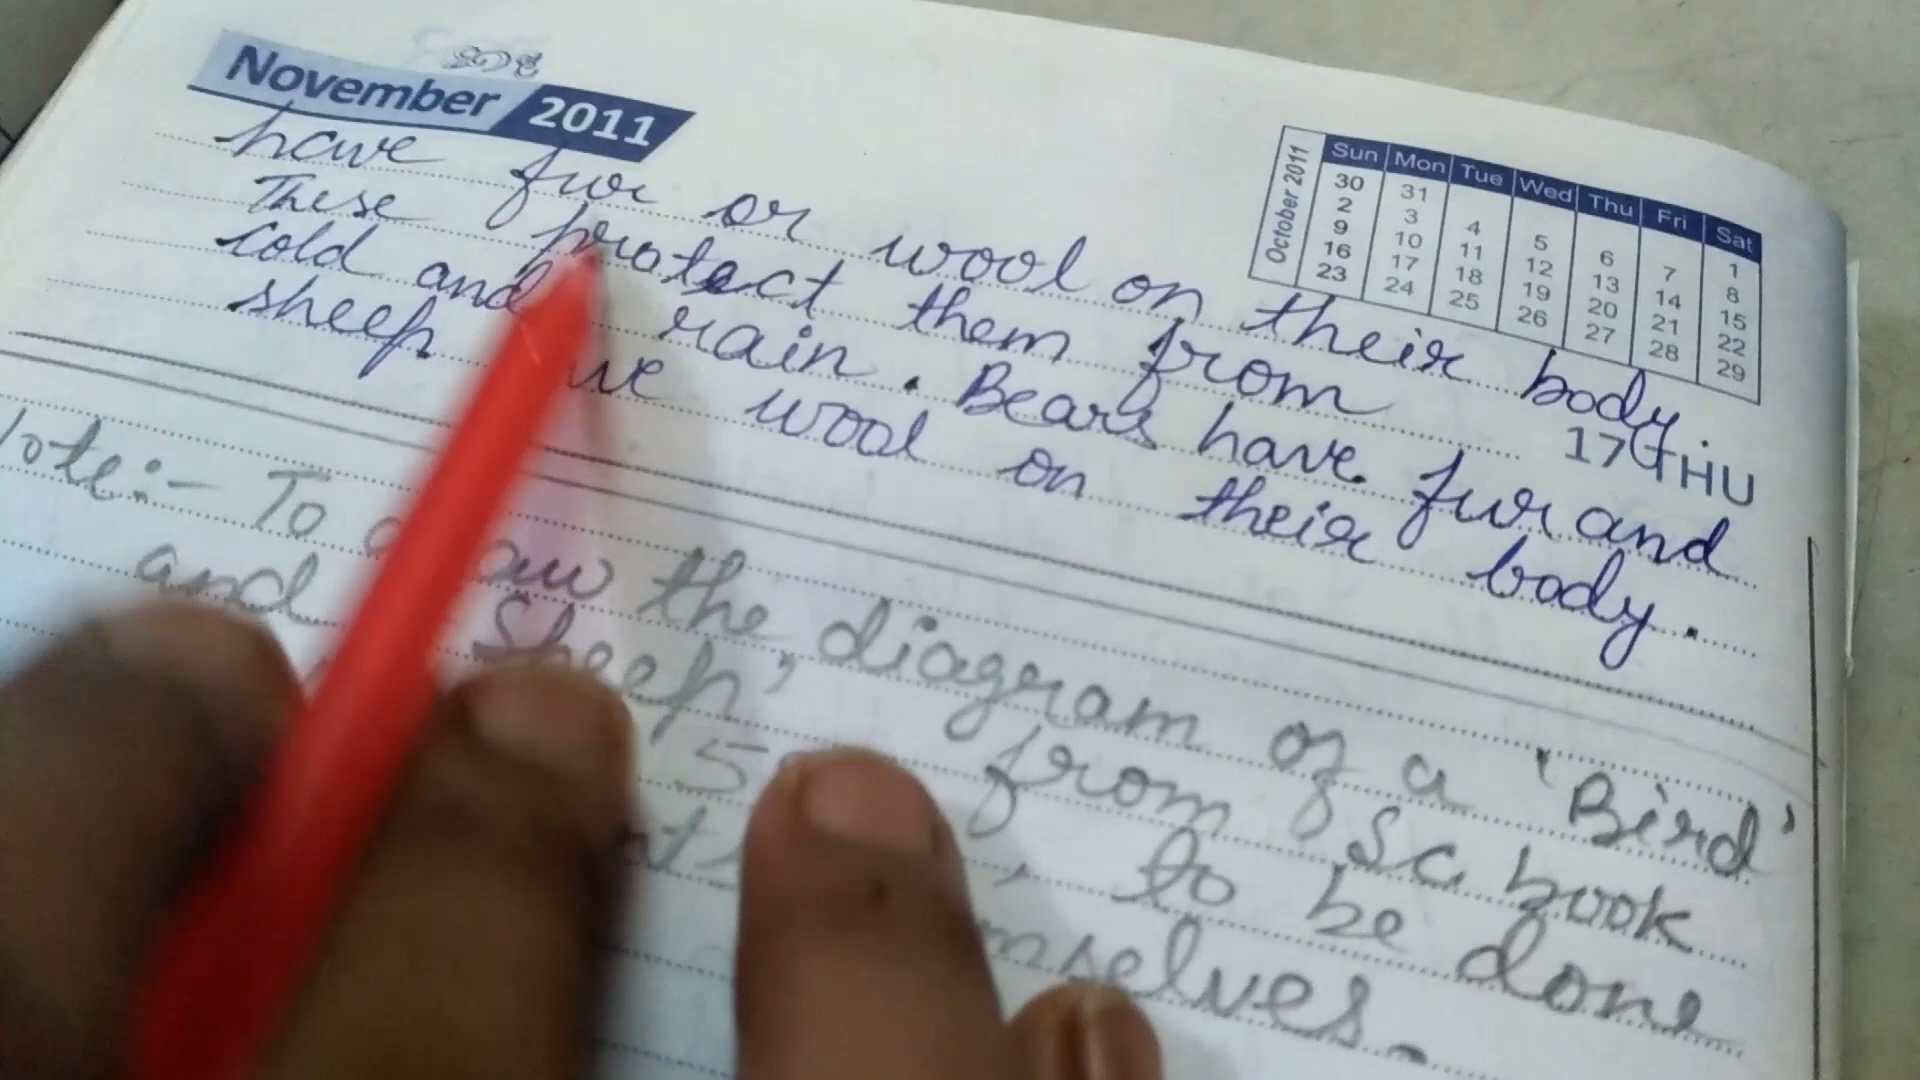 November 2011
October 2011
Sun Mon Tue Wed Thu Fri Sat
30 31 1
2 3 4 5 6 7 8
9 10 11 12 13 14 15
16 17 18 19 20 21 22
23 24 25 26 27 28 29
17 THU
have fur or wool on their body.
These protect them from
cold and rain. Bears have fur and
sheep wool on their body.
Note:- To draw the diagram of a 'Bird'
and Sheep' from Sc. book
5 to be done